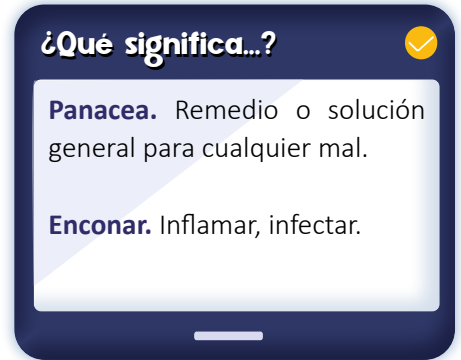 ¿Qué significa...?
Panacea. Remedio o solución
general para cualquier mal.
Enconar. Inflamar, infectar.